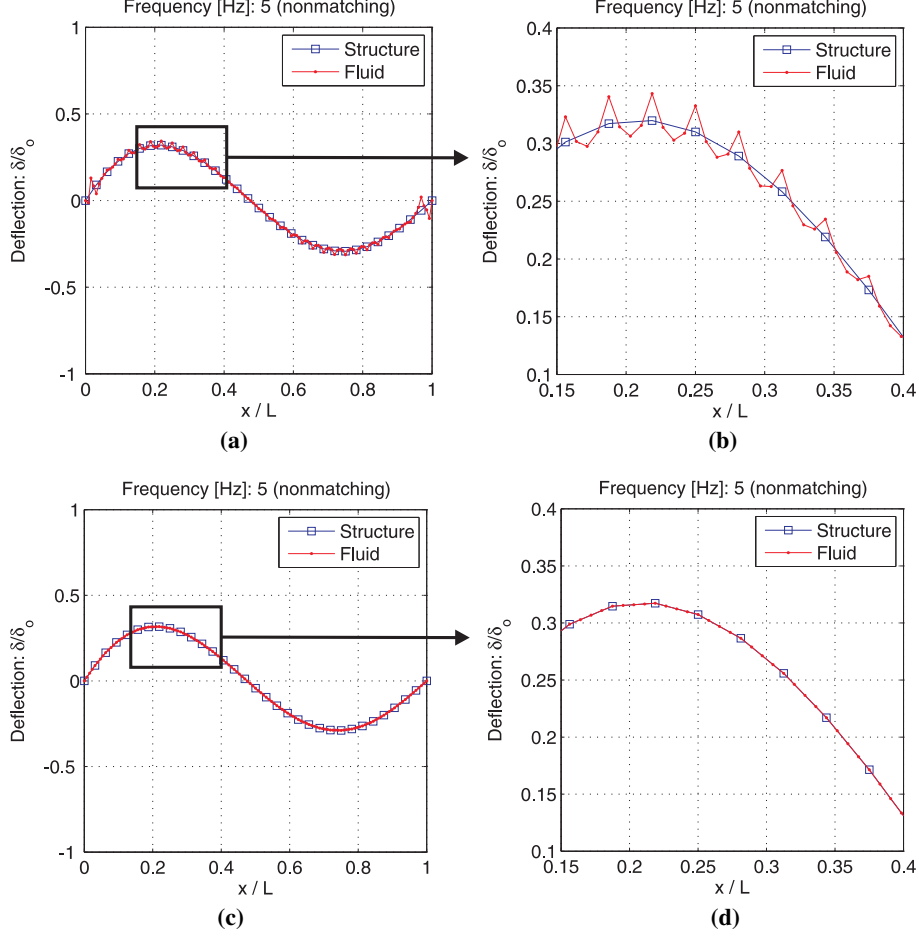 Frequency [Hz]: 5 (nonmatching)
1
0.5
0
-0.5
-1
Deflection: δ/δo
Structure
Fluid
0 0.2 0.4 0.6 0.8 1
x / L
(a)
Frequency [Hz]: 5 (nonmatching)
0.4
0.35
0.3
0.25
0.2
0.15
0.1
Deflection: δ/δo
Structure
Fluid
0.15 0.2 0.25 0.3 0.35 0.4
x / L
(b)
Frequency [Hz]: 5 (nonmatching)
1
0.5
0
-0.5
-1
Deflection: δ/δo
Structure
Fluid
0 0.2 0.4 0.6 0.8 1
x / L
(c)
Frequency [Hz]: 5 (nonmatching)
0.4
0.35
0.3
0.25
0.2
0.15
0.1
Deflection: δ/δo
Structure
Fluid
0.15 0.2 0.25 0.3 0.35 0.4
x / L
(d)